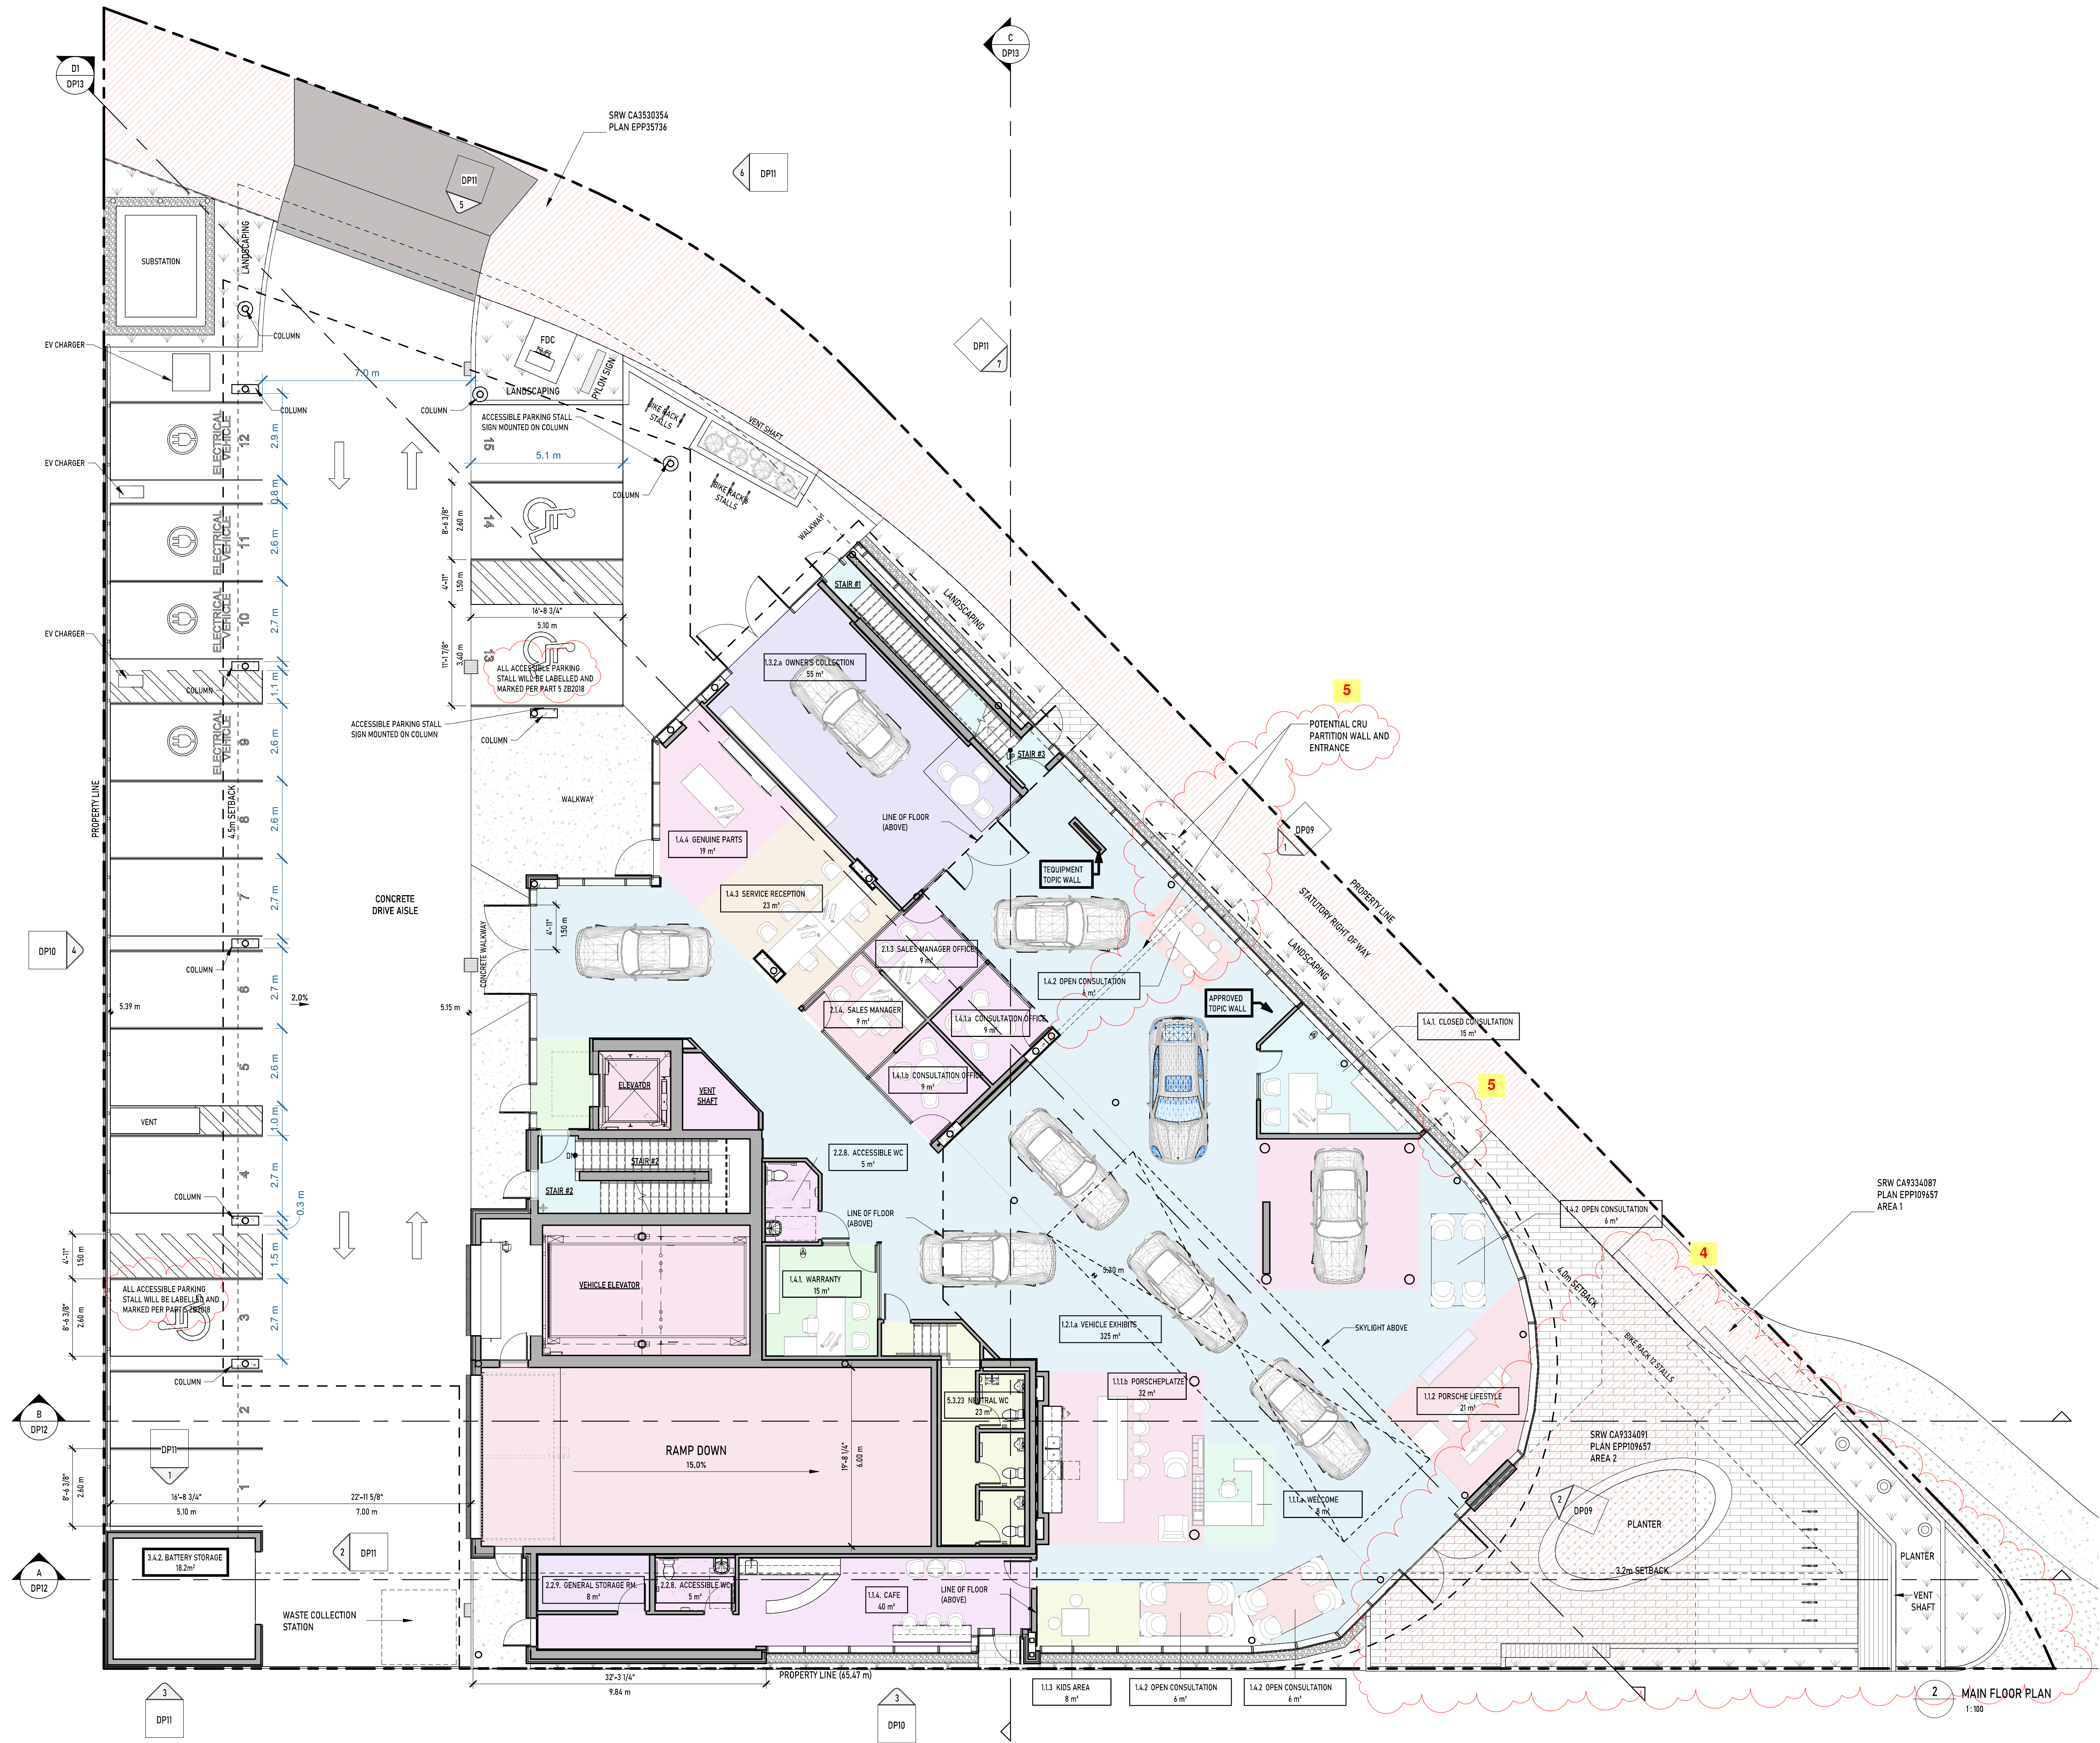 D1
DP13
C
DP13
SRW CA3530354
PLAN EPP35736
6
DP11
DP11
5
SUBSTATION
LANDSCAPING
COLUMN
EV CHARGER
7.0 m
FDC
PYLON SIGN
LANDSCAPING
DP11
7
COLUMN
COLUMN
ACCESSIBLE PARKING STALL
SIGN MOUNTED ON COLUMN
BIKE RACK
STALLS
VENT SHAFT
ELECTRICAL
VEHICLE
12
2.9 m
15
5.1 m
EV CHARGER
0.8 m
COLUMN
BIKE RACK
STALLS
8'-6 3/8"
2.60 m
14
WALKWAY
ELECTRICAL
VEHICLE
11
2.6 m
4'-11"
1.50 m
STAIR #1
LANDSCAPING
ELECTRICAL
VEHICLE
10
2.7 m
16'-8 3/4"
5.10 m
EV CHARGER
11'-1 7/8"
3.40 m
13
ALL ACCESSIBLE PARKING
STALL WILL BE LABELLED AND
MARKED PER PART 5 ZB2018
1.3.2.a OWNER'S COLLECTION
55 m²
COLUMN
1.1 m
5
ACCESSIBLE PARKING STALL
SIGN MOUNTED ON COLUMN
COLUMN
POTENTIAL CRU
PARTITION WALL AND
ENTRANCE
ELECTRICAL
VEHICLE
9
2.6 m
UP
STAIR #3
PROPERTY LINE
4.5m SETBACK
8
2.6 m
WALKWAY
LINE OF FLOOR
(ABOVE)
DP09
1
1.4.4 GENUINE PARTS
19 m²
TEQUIPMENT
TOPIC WALL
7
2.7 m
CONCRETE
DRIVE AISLE
1.4.3 SERVICE RECEPTION
23 m²
PROPERTY LINE
STATUTORY RIGHT OF WAY
LANDSCAPING
4'-11"
1.50 m
CONCRETE WALKWAY
DP10
4
2.1.3 SALES MANAGER OFFICE
9 m²
COLUMN
1.4.2 OPEN CONSULTATION
6 m²
6
2.7 m
2.0%
5.39 m
5.15 m
2.1.4. SALES MANAGER
9 m²
1.4.1.a CONSULTATION OFFICE
9 m²
APPROVED
TOPIC WALL
1.4.1. CLOSED CONSULTATION
15 m²
5
2.6 m
ELEVATOR
VENT
SHAFT
1.4.1.b CONSULTATION OFFICE
9 m²
5
VENT
1.0 m
4
2.7 m
DN
STAIR #2
STAIR #2
2.2.8. ACCESSIBLE WC
5 m²
COLUMN
0.3 m
LINE OF FLOOR
(ABOVE)
1.4.2 OPEN CONSULTATION
6 m²
SRW CA9334087
PLAN EPP109657
AREA 1
4
4'-11"
1.50 m
1.5 m
ALL ACCESSIBLE PARKING
STALL WILL BE LABELLED AND
MARKED PER PART 5 ZB2018
VEHICLE ELEVATOR
1.4.1. WARRANTY
15 m²
5.30 m
4.0m SETBACK
8'-6 3/8"
2.60 m
3
2.7 m
1.2.1.a VEHICLE EXHIBITS
325 m²
SKYLIGHT ABOVE
BIKE RACK 12 STALLS
COLUMN
1.1.1.b PORSCHEPLATZE
32 m²
1.1.2 PORSCHE LIFESTYLE
21 m²
5.3.23 NEUTRAL WC
23 m²
B
DP12
2
DP11
1
RAMP DOWN
15.0%
19'-8 1/4"
6.00 m
SRW CA9334091
PLAN EPP109657
AREA 2
8'-6 3/8"
2.60 m
1
16'-8 3/4"
5.10 m
22'-11 5/8"
7.00 m
1.1.1.a WELCOME
8 m²
2
DP09
PLANTER
A
DP12
3.4.2. BATTERY STORAGE
18.2m²
2
DP11
2.2.9. GENERAL STORAGE RM.
8 m²
2.2.8. ACCESSIBLE WC
5 m²
1.1.4. CAFE
40 m²
LINE OF FLOOR
(ABOVE)
3.2m SETBACK
PLANTER
VENT
SHAFT
WASTE COLLECTION
STATION
32'-3 1/4"
9.84 m
PROPERTY LINE (65.47 m)
1.1.3 KIDS AREA
8 m²
1.4.2 OPEN CONSULTATION
6 m²
1.4.2 OPEN CONSULTATION
6 m²
3
DP11
3
DP10
2
MAIN FLOOR PLAN
1 : 100